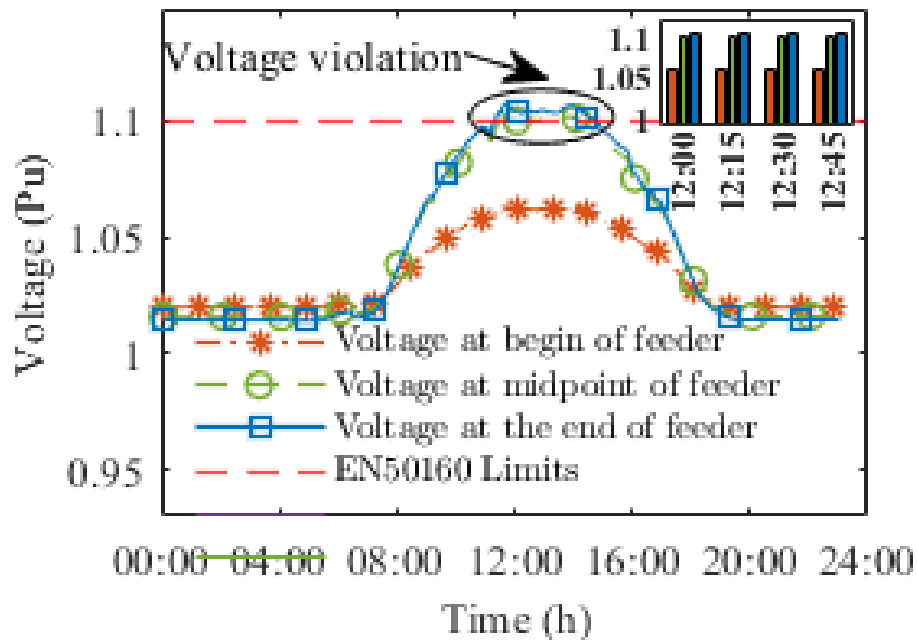 Voltage violation
1.1
1.05
1
12:00
12:15
12:30
12:45
1.1
1.05
1
0.95
Voltage (Pu)
Voltage at begin of feeder
Voltage at midpoint of feeder
Voltage at the end of feeder
EN50160 Limits
00:00 04:00 08:00 12:00 16:00 20:00 24:00
Time (h)